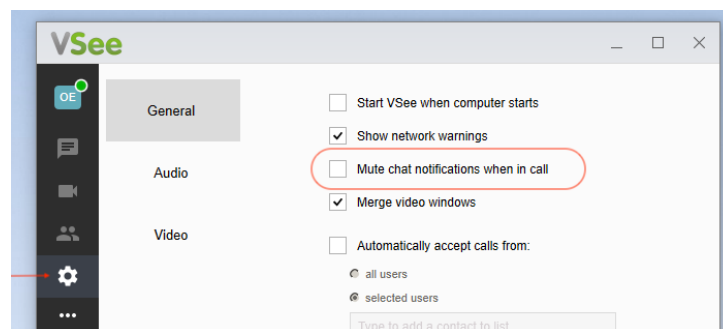 VSee
OE
General
Audio
Video
Start VSee when computer starts
Show network warnings
Mute chat notifications when in call
Merge video windows
Automatically accept calls from:
all users
selected users
Type to add a contact to list